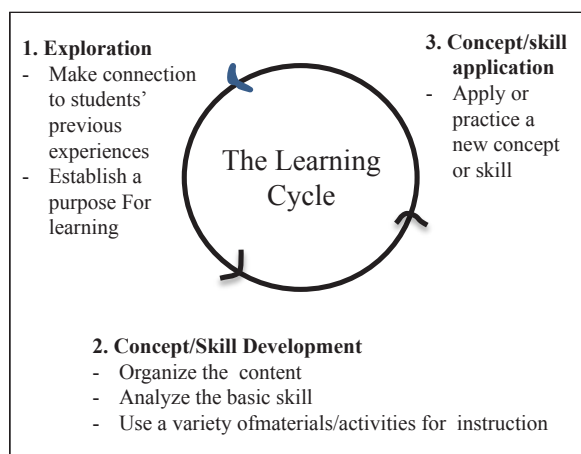 1. Exploration
- Make connection
to students’
previous
experiences
- Establish a
purpose For
learning
The Learning
Cycle
3. Concept/skill
application
- Apply or
practice a
new concept
or skill
2. Concept/Skill Development
- Organize the content
- Analyze the basic skill
- Use a variety ofmaterials/activities for instruction